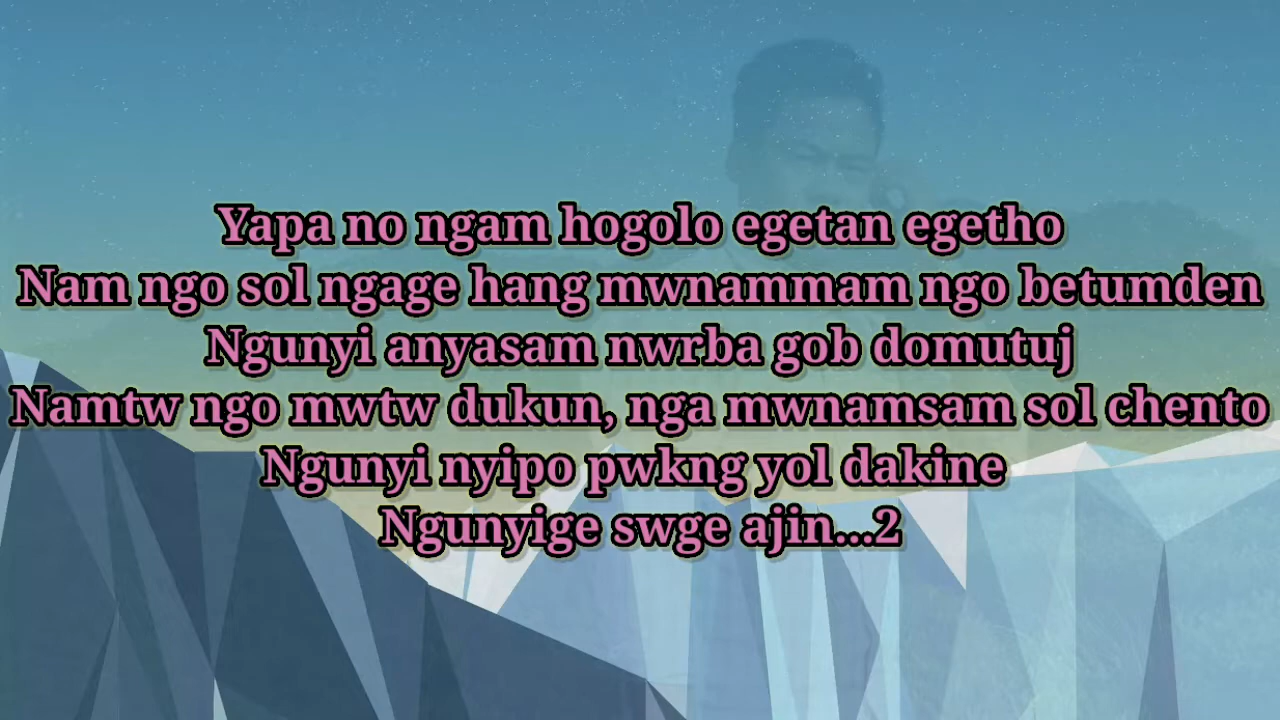 Yapa no ngam hogolo egetan egetho
Nam ngo sol ngage hang mwnammam ngo betumden
Ngunyi anyasam nwrba gob domutuj
Namtw ngo mwtw dukun, nga mwnamsam sol chento
Ngunyi nyipo pwkng yol dakine
Ngunyige swge ajin...2